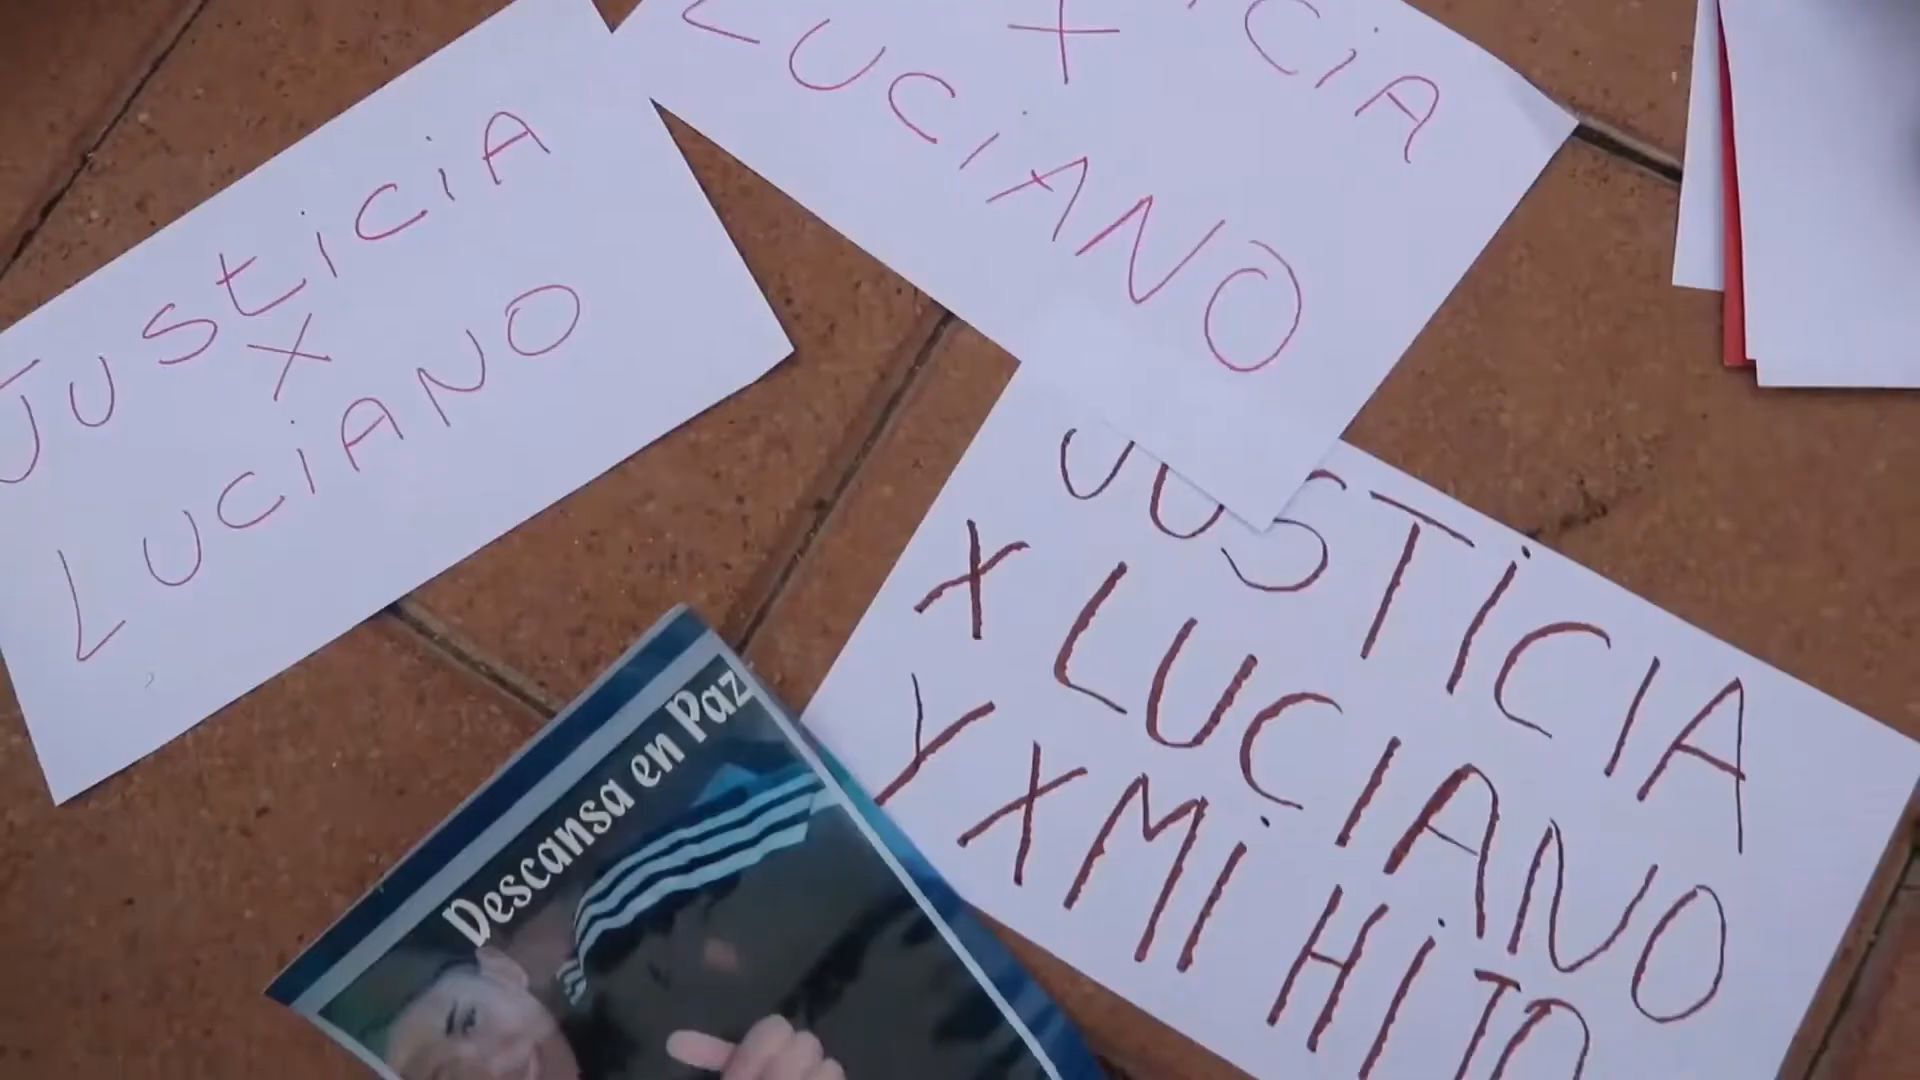 JUSTICIA
X
LUCIANO
X CIA
LUCIANO
JUSTICIA
X LUCIANO
Y X MI HIJO
Descansa en Paz